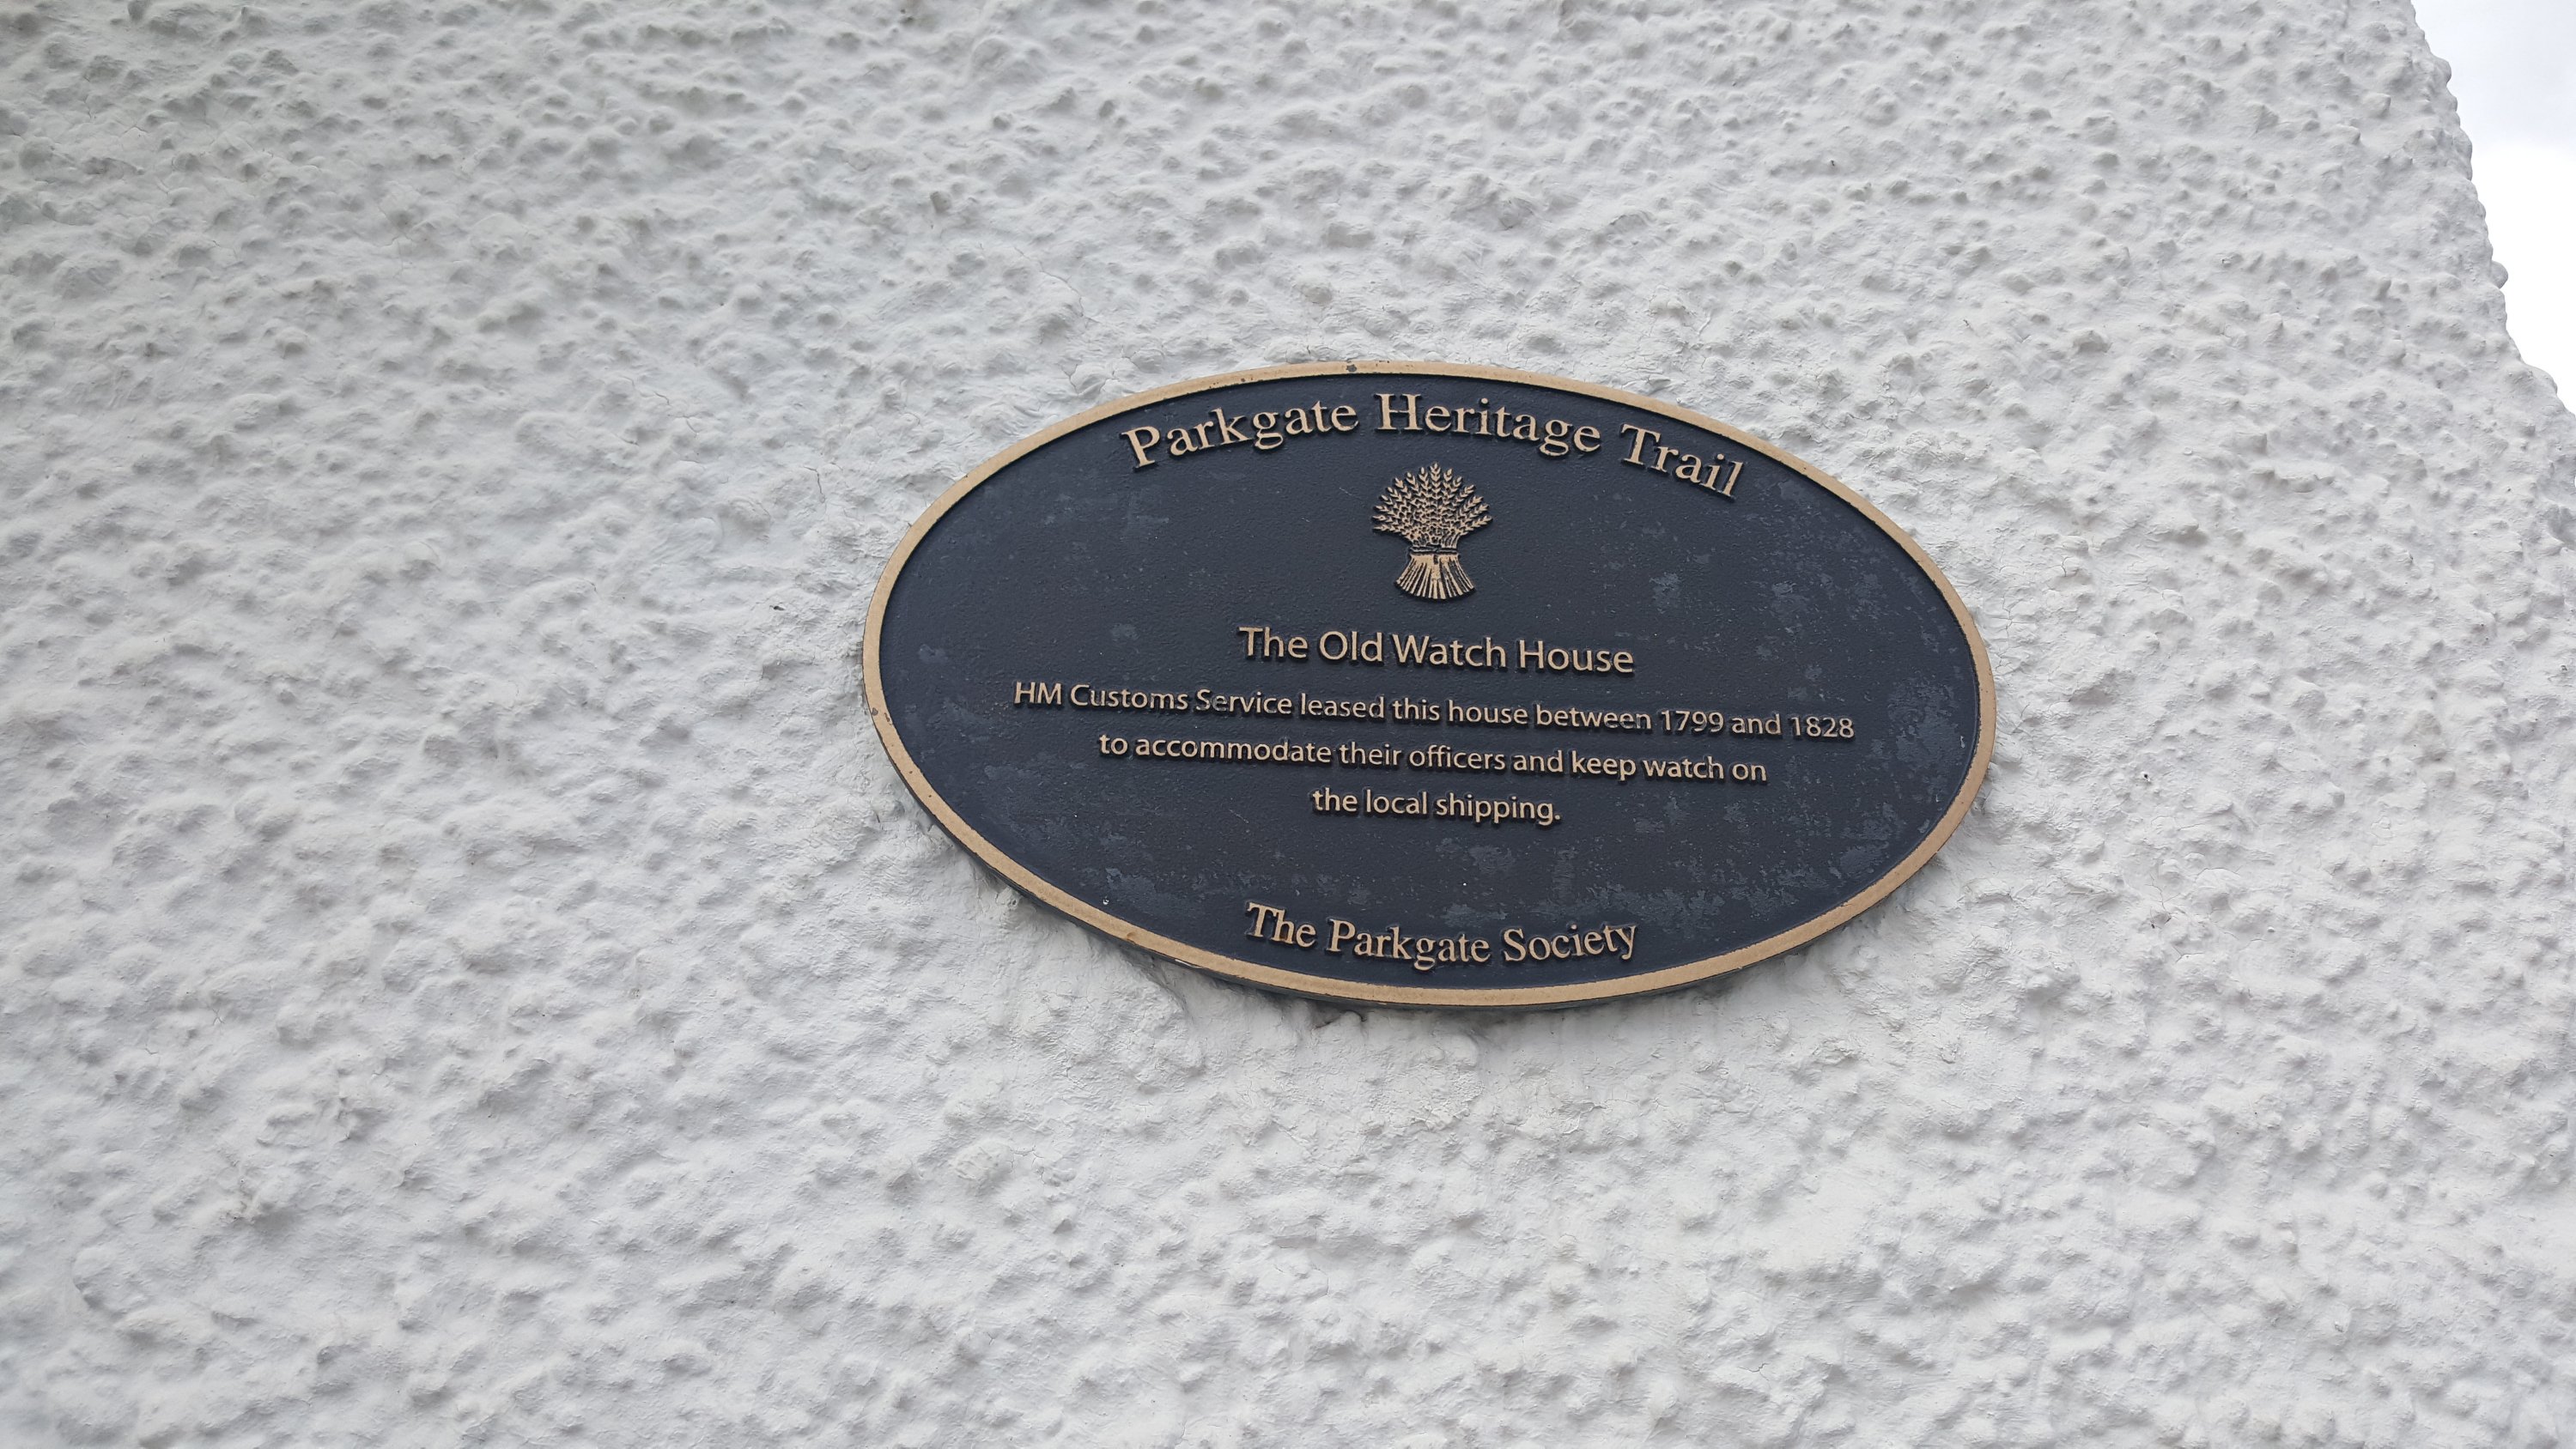 Parkgate Heritage Trail
The Old Watch House
HM Customs Service leased this house between 1799 and 1828
to accommodate their officers and keep watch on
the local shipping.
The Parkgate Society